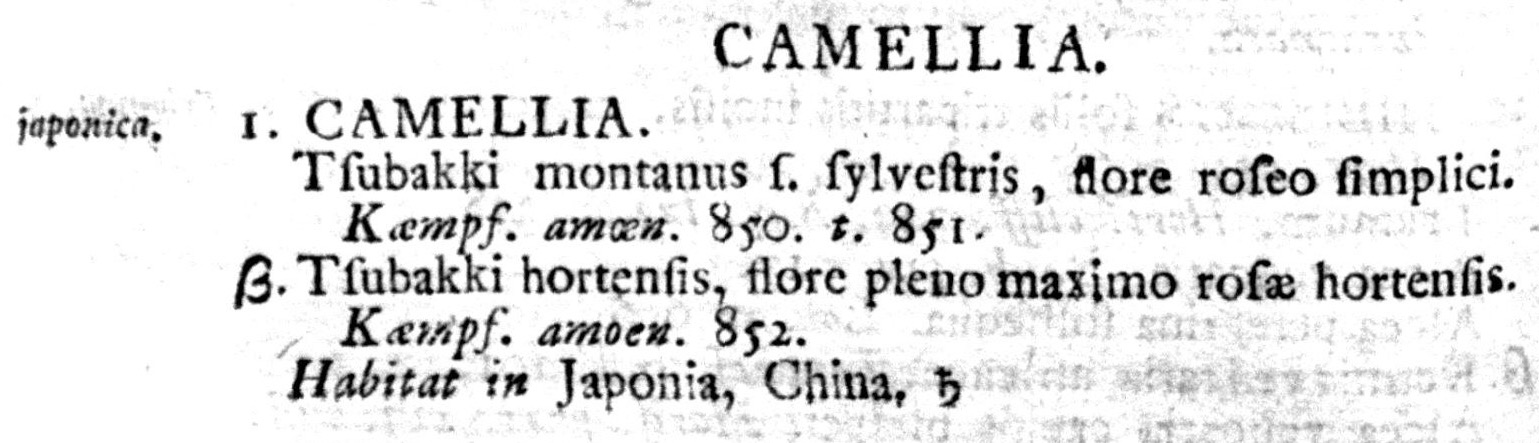 CAMELLIA.
japonica. 1. CAMELLIA.
Tſubakki montanus ſ. ſylveſtris, flore roſeo ſimplici.
Kæmpf. amœn. 850. t. 851.
β. Tſubakki hortenſis, flore pleno maximo roſæ hortenſis.
Kæmpf. amoen. 852.
Habitat in Japonia, China. ♄